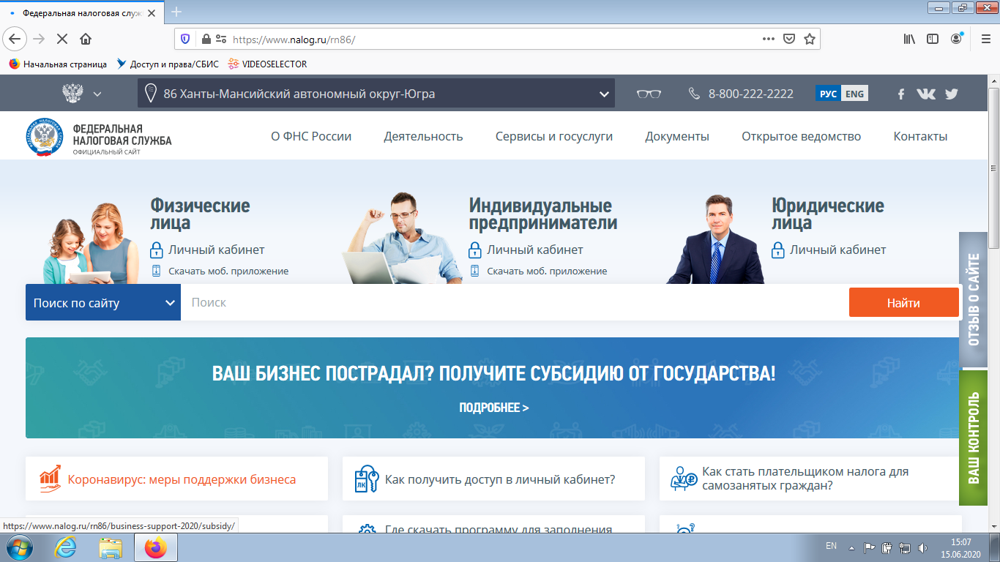 Федеральная налоговая служ
https://www.nalog.ru/rn86/
Начальная страница
Доступ и права/СБИС
VIDEOSELECTOR
86 Ханты-Мансийский автономный округ-Югра
8-800-222-2222
РУС ENG
ФЕДЕРАЛЬНАЯ
НАЛОГОВАЯ СЛУЖБА
ОФИЦИАЛЬНЫЙ САЙТ
О ФНС России
Деятельность
Сервисы и госуслуги
Документы
Открытое ведомство
Контакты
Физические
лица
Личный кабинет
Скачать моб. приложение
Индивидуальные
предприниматели
Личный кабинет
Скачать моб. приложение
Юридические
лица
Личный кабинет
Поиск по сайту
Поиск
Найти
ОТЗЫВ О САЙТЕ
ВАШ КОНТРОЛЬ
ВАШ БИЗНЕС ПОСТРАДАЛ? ПОЛУЧИТЕ СУБСИДИЮ ОТ ГОСУДАРСТВА!
ПОДРОБНЕЕ >
Коронавирус: меры поддержки бизнеса
ЛК
Как получить доступ в личный кабинет?
Как стать плательщиком налога для
самозанятых граждан?
Где скачать программу для заполнения
https://www.nalog.ru/rn86/business-support-2020/subsidy/
EN
15:07
15.06.2020